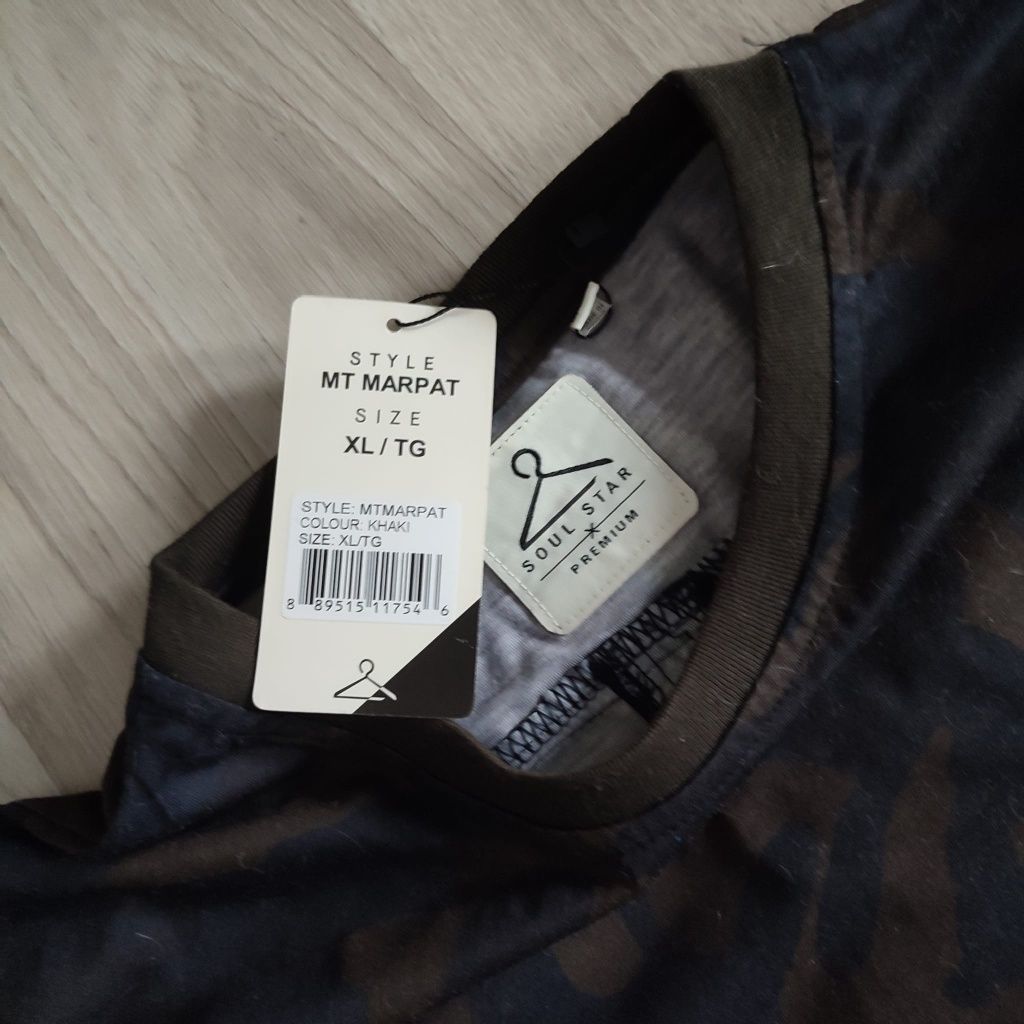 STYLE
MT MARPAT
SIZE
XL / TG
STYLE: MTMARPAT
COLOUR: KHAKI
SIZE: XL/TG
8 89515 11754 6
SOUL STAR
X
PREMIUM